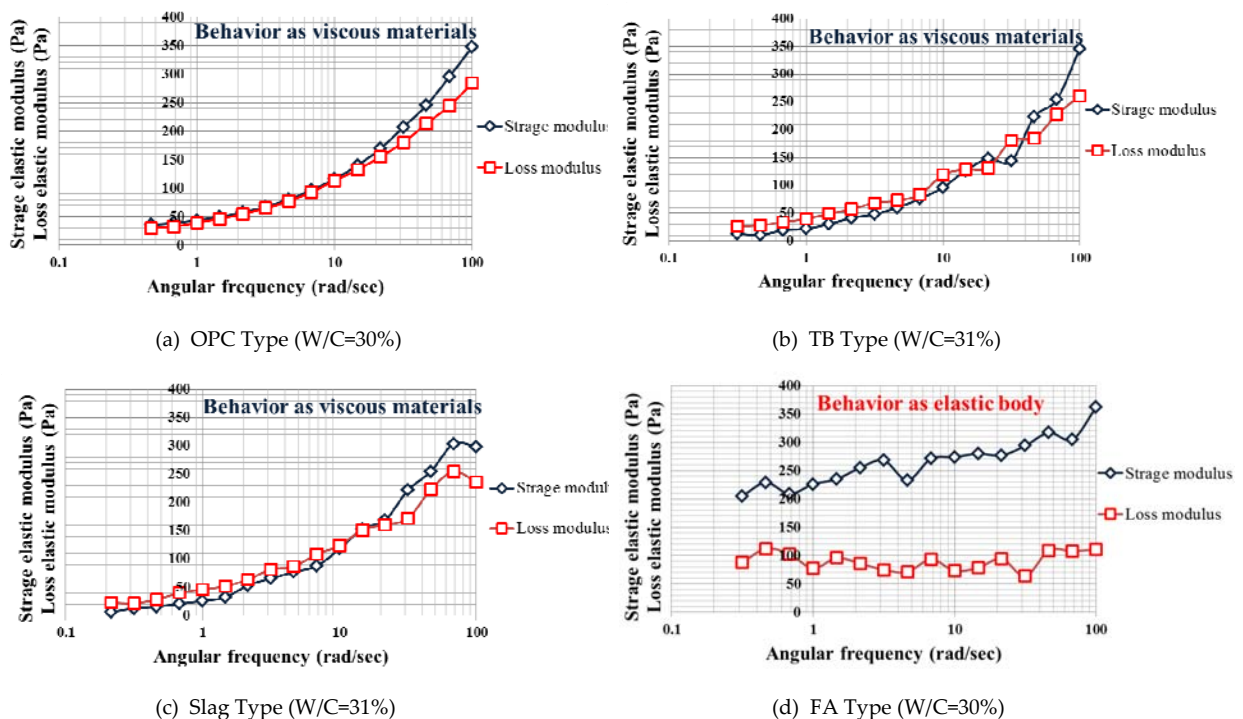 Behavior as viscous materials
Strage elastic modulus (Pa)
Loss elastic modulus (Pa)
400
350
300
250
200
150
100
50
0
0.1 1 10 100
Angular frequency (rad/sec)
Strage modulus
Loss modulus
(a) OPC Type (W/C=30%)
Behavior as viscous materials
Strage elastic modulus (Pa)
Loss elastic modulus (Pa)
400
350
300
250
200
150
100
50
0
0.1 1 10 100
Angular frequency (rad/sec)
Strage modulus
Loss modulus
(b) TB Type (W/C=31%)
Behavior as viscous materials
Strage elastic modulus (Pa)
Loss elastic modulus (Pa)
400
350
300
250
200
150
100
50
0
0.1 1 10 100
Angular frequency (rad/sec)
Strage modul
Loss modulus
(c) Slag Type (W/C=31%)
Behavior as elastic body
Strage elastic modulus (Pa)
Loss elastic modulus (Pa)
400
350
300
250
200
150
100
50
0
0.1 1 10 100
Angular frequency (rad/sec)
Strage modulus
Loss modulus
(d) FA Type (W/C=30%)